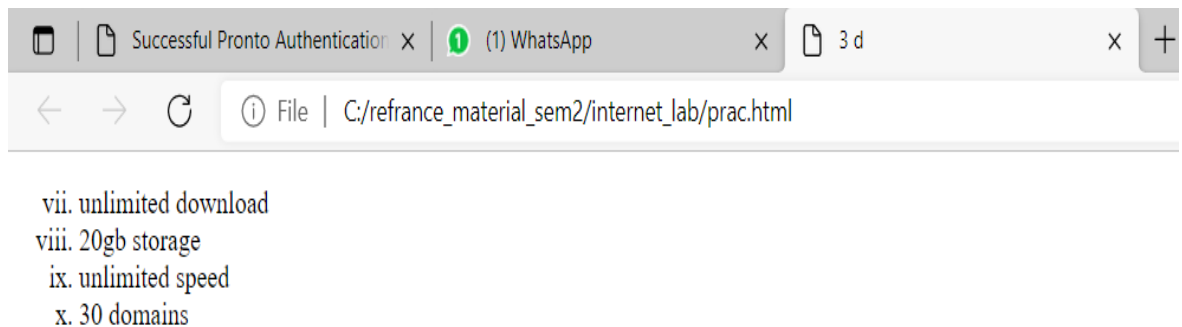 Successful Pronto Authentication
1 (1) WhatsApp
3 d
File | C:/refrance_material_sem2/internet_lab/prac.html
vii. unlimited download
viii. 20gb storage
ix. unlimited speed
x. 30 domains